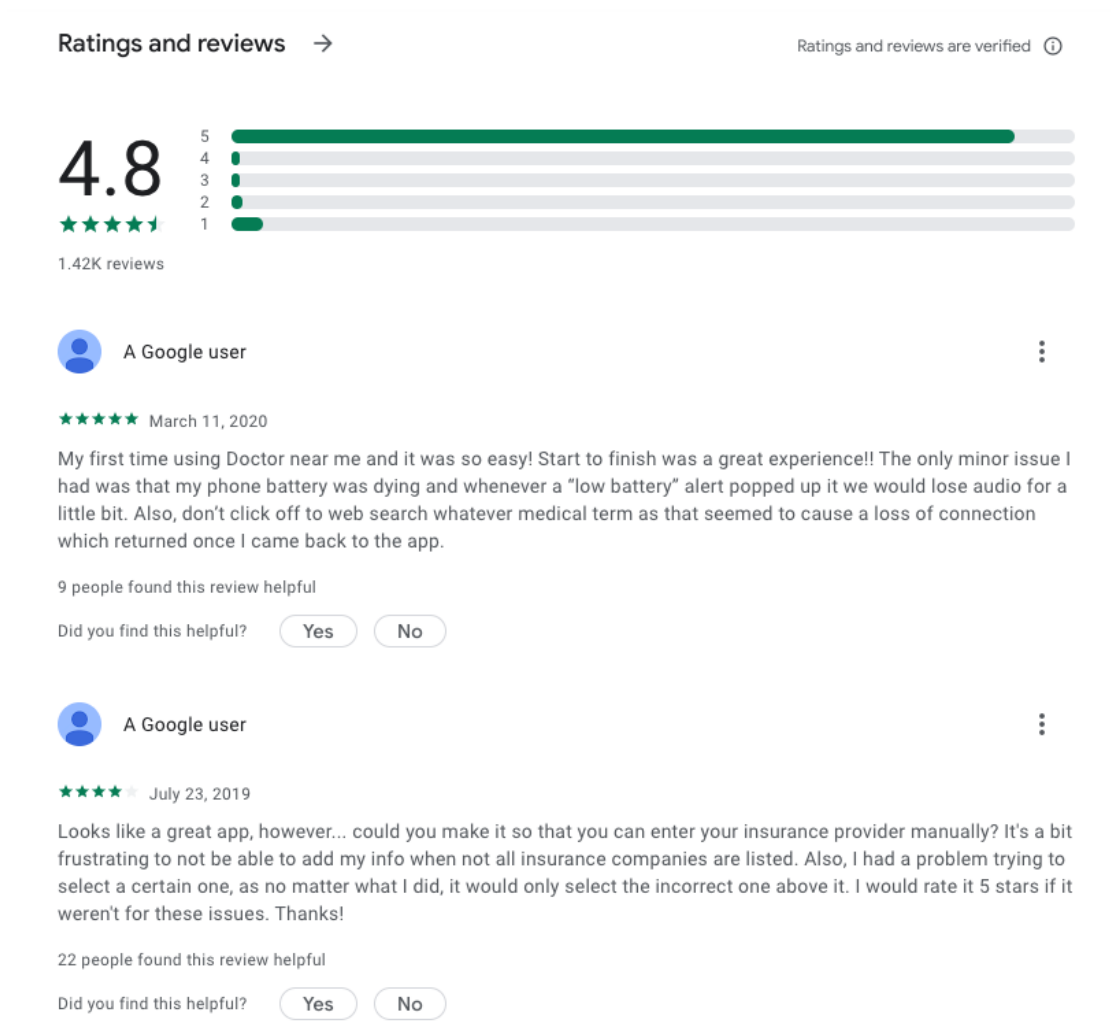 Ratings and reviews
Ratings and reviews are verified
4.8
5
4
3
2
1
1.42K reviews
A Google user
March 11, 2020
My first time using Doctor near me and it was so easy! Start to finish was a great experience!! The only minor issue I
had was that my phone battery was dying and whenever a “low battery” alert popped up it we would lose audio for a
little bit. Also, don’t click off to web search whatever medical term as that seemed to cause a loss of connection
which returned once I came back to the app.
9 people found this review helpful
Did you find this helpful?
Yes
No
A Google user
July 23, 2019
Looks like a great app, however... could you make it so that you can enter your insurance provider manually? It's a bit
frustrating to not be able to add my info when not all insurance companies are listed. Also, I had a problem trying to
select a certain one, as no matter what I did, it would only select the incorrect one above it. I would rate it 5 stars if it
weren't for these issues. Thanks!
22 people found this review helpful
Did you find this helpful?
Yes
No